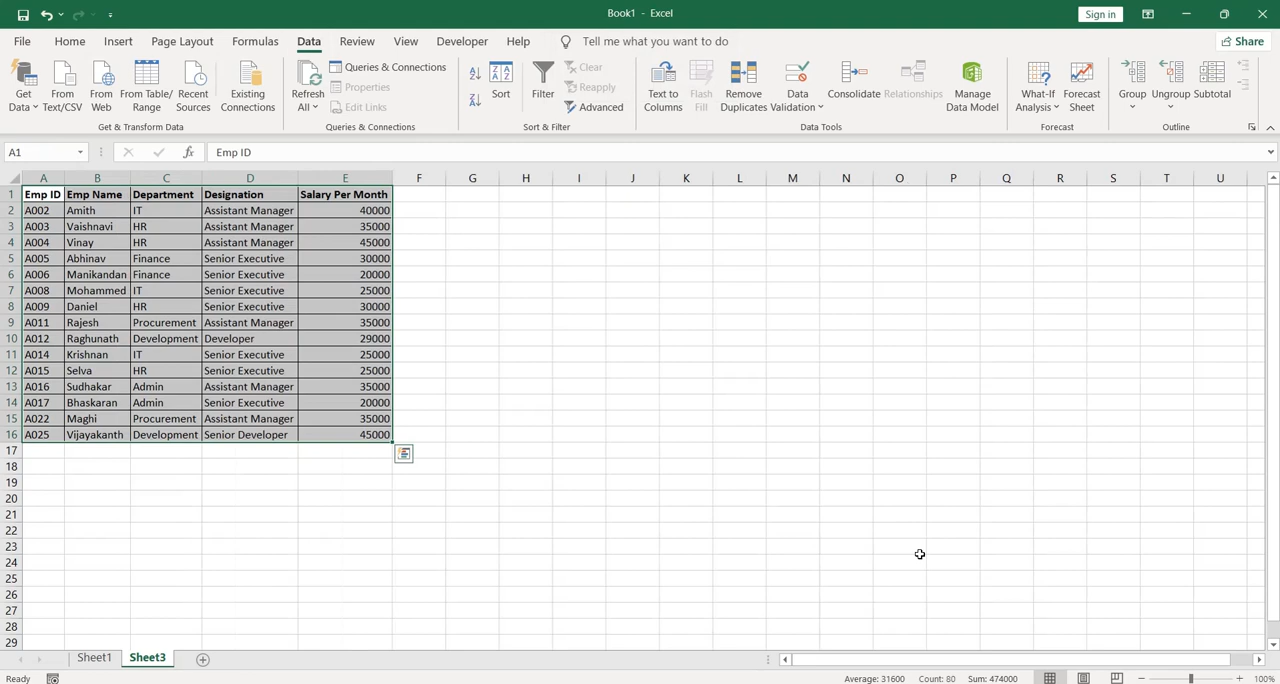 Book1 - Excel
Sign in
File Home Insert Page Layout Formulas Data Review View Developer Help Tell me what you want to do Share
Get Data From Text/CSV From Web From Table/ Range Recent Sources Existing Connections
Get & Transform Data
Refresh All Queries & Connections Properties Edit Links
Queries & Connections
Sort Filter Clear Reapply Advanced
Sort & Filter
Text to Columns Flash Fill Remove Duplicates Data Validation Consolidate Relationships Manage Data Model
Data Tools
What-If Analysis Forecast Sheet
Forecast
Group Ungroup Subtotal
Outline
A1 fx Emp ID
A B C D E F G H I J K L M N O P Q R S T U
1 Emp ID Emp Name Department Designation Salary Per Month
2 A002 Amith IT Assistant Manager 40000
3 A003 Vaishnavi HR Assistant Manager 35000
4 A004 Vinay HR Assistant Manager 45000
5 A005 Abhinav Finance Senior Executive 30000
6 A006 Manikandan Finance Senior Executive 20000
7 A008 Mohammed IT Senior Executive 25000
8 A009 Daniel HR Senior Executive 30000
9 A011 Rajesh Procurement Assistant Manager 35000
10 A012 Raghunath Development Developer 29000
11 A014 Krishnan IT Senior Executive 25000
12 A015 Selva HR Senior Executive 25000
13 A016 Sudhakar Admin Assistant Manager 35000
14 A017 Bhaskaran Admin Senior Executive 20000
15 A022 Maghi Procurement Assistant Manager 35000
16 A025 Vijayakanth Development Senior Developer 45000
17
18
19
20
21
22
23
24
25
26
27
28
29
Sheet1 Sheet3
Ready Average: 31600 Count: 80 Sum: 474000 100%